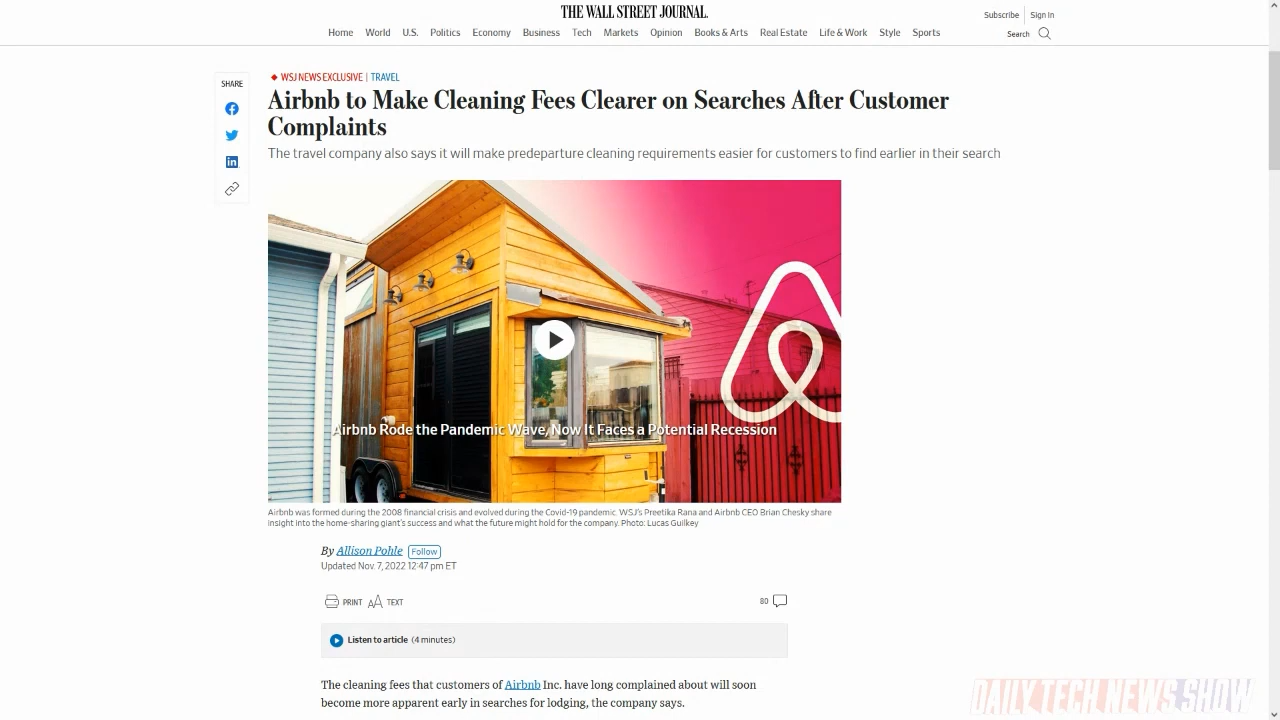 THE WALL STREET JOURNAL.
Subscribe Sign In
Home World U.S. Politics Economy Business Tech Markets Opinion Books & Arts Real Estate Life & Work Style Sports
Search
SHARE
WSJ NEWS EXCLUSIVE | TRAVEL
Airbnb to Make Cleaning Fees Clearer on Searches After Customer
Complaints
The travel company also says it will make predeparture cleaning requirements easier for customers to find earlier in their search
Airbnb Rode the Pandemic Wave, Now It Faces a Potential Recession
Airbnb was formed during the 2008 financial crisis and evolved during the Covid-19 pandemic. WSJ's Preetika Rana and Airbnb CEO Brian Chesky share
insight into the home-sharing giant's success and what the future might hold for the company. Photo: Lucas Guilkey
By Allison Pohle Follow
Updated Nov. 7, 2022 12:47 pm ET
PRINT AA TEXT
80
Listen to article (4 minutes)
The cleaning fees that customers of Airbnb Inc. have long complained about will soon
become more apparent early in searches for lodging, the company says.
DAILY TECH NEWS SHOW